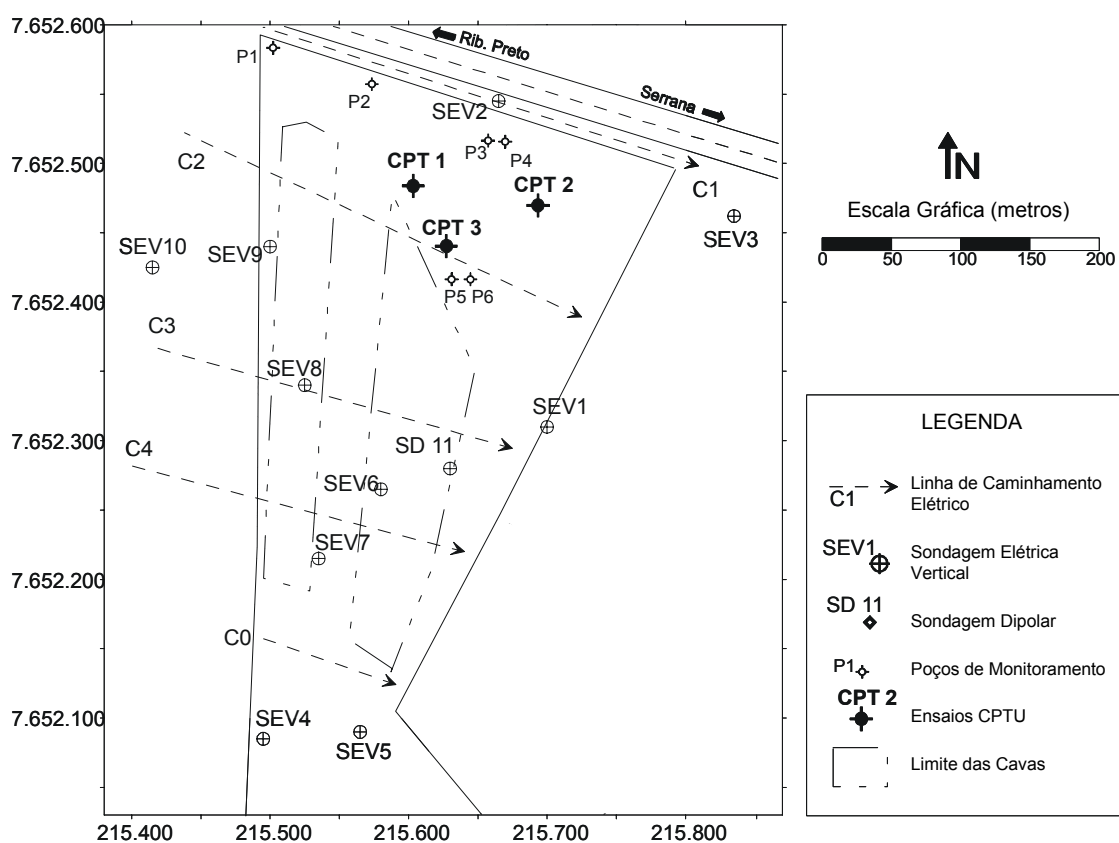 7.652.600
7.652.500
7.652.400
7.652.300
7.652.200
7.652.100
215.400
215.500
215.600
215.700
215.800
Rib. Preto
Serrana
P1
P2
SEV2
P3
P4
C2
CPT 1
CPT 2
C1
SEV3
CPT 3
SEV10
SEV9
P5
P6
C3
SEV8
SEV1
C4
SD 11
SEV6
SEV7
C0
SEV4
SEV5
N
Escala Gráfica (metros)
0
50
100
150
200
LEGENDA
C1
Linha de Caminhamento
Elétrico
SEV1
Sondagem Elétrica
Vertical
SD 11
Sondagem Dipolar
P1
Poços de Monitoramento
CPT 2
Ensaios CPTU
Limite das Cavas